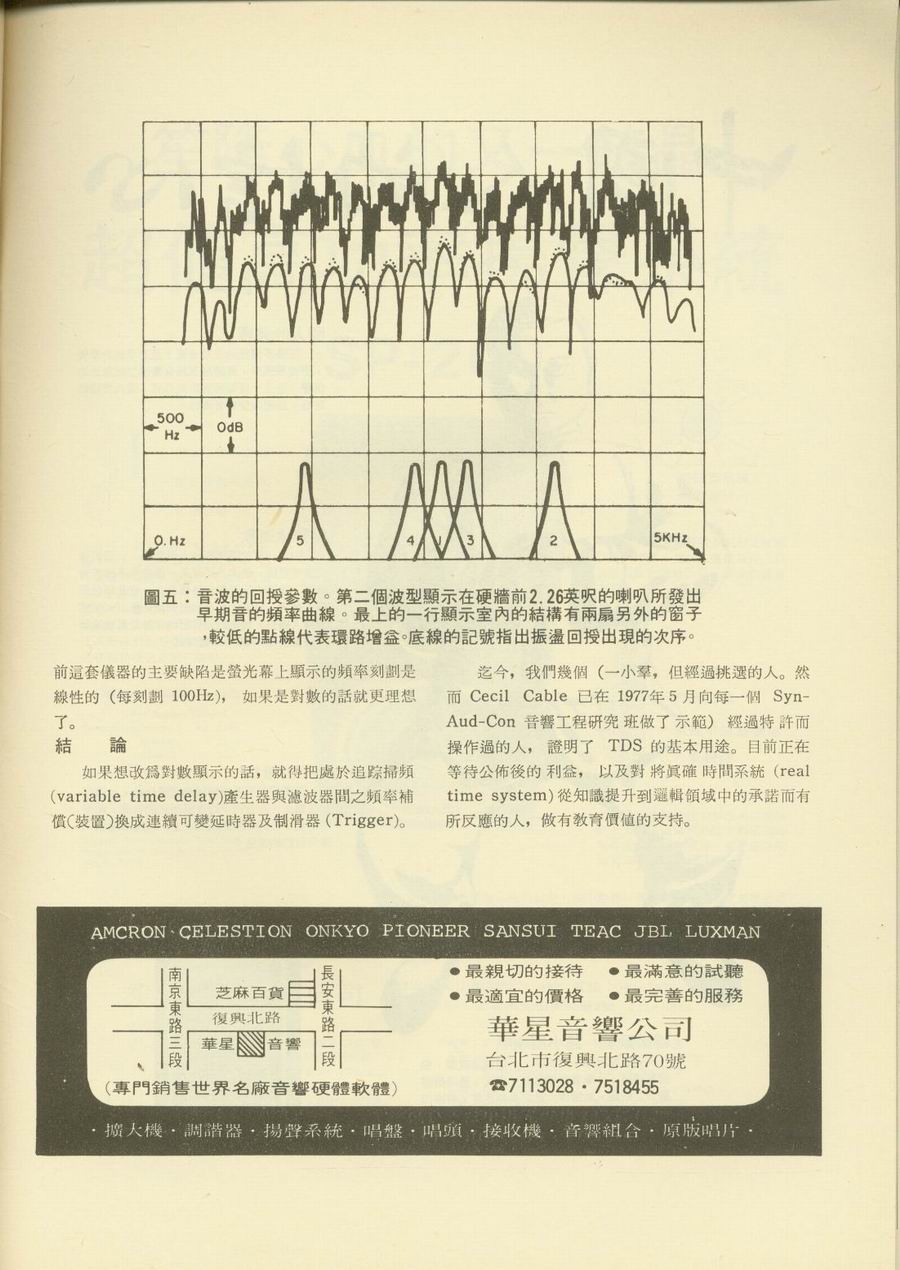 500
Hz
0dB
5
4
1
3
2
0. Hz
5KHz
圖五：音波的回授參數。第二個波型顯示在硬牆前2.26英呎的喇叭所發出
早期音的頻率曲線。最上的一行顯示室內的結構有兩扇另外的窗子
，較低的點線代表環路增益。底線的記號指出振盪回授出現的次序。
前這套儀器的主要缺陷是螢光幕上顯示的頻率刻劃是
線性的（每刻劃 100Hz），如果是對數的話就更理想
了。
結　論
如果想改爲對數顯示的話，就得把處於追踪掃頻
(variable time delay)產生器與濾波器間之頻率補
償(裝置)換成連續可變延時器及制滑器 (Trigger)。
迄今，我們幾個（一小羣，但經過挑選的人。然
而 Cecil Cable 已在 1977年 5 月向每一個 Syn-
Aud-Con 音響工程研究 班做了 示範） 經過特 許而
操作過的人，證明了 TDS 的基本用途。目前正在
等待公佈後的 利益， 以及對 將眞確 時間系統 (real
time system) 從知識提升到邏輯領域中的承諾而有
所反應的人，做有敎育價値的支持。
AMCRON·CELESTION ONKYO PIONEER SANSUI TEAC JBL LUXMAN
南京東路三段
芝麻百貨
長安東路二段
復興北路
華星
音響
（專門銷售世界名廠音響硬體軟體）
●最親切的接待 ●最滿意的試聽
●最適宜的價格 ●最完善的服務
華星音響公司
台北市復興北路70號
☎7113028·7518455
·擴大機·調諧器·揚聲系統·唱盤·唱頭·接收機·音響組合·原版唱片·